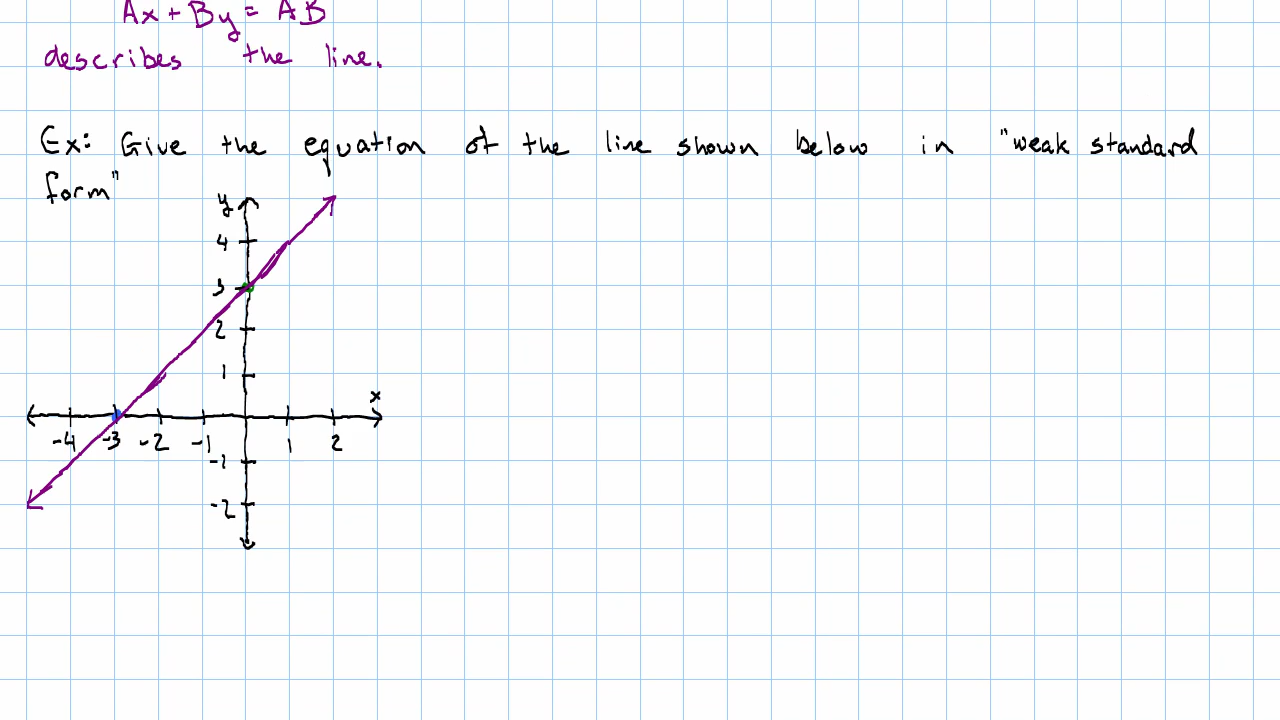 Ax + By = AB
describes the line.
Ex: Give the equation of the line shown below in "weak standard
form"
y
4
3
2
1
x
-4 -3 -2 -1 1 2
-1
-2